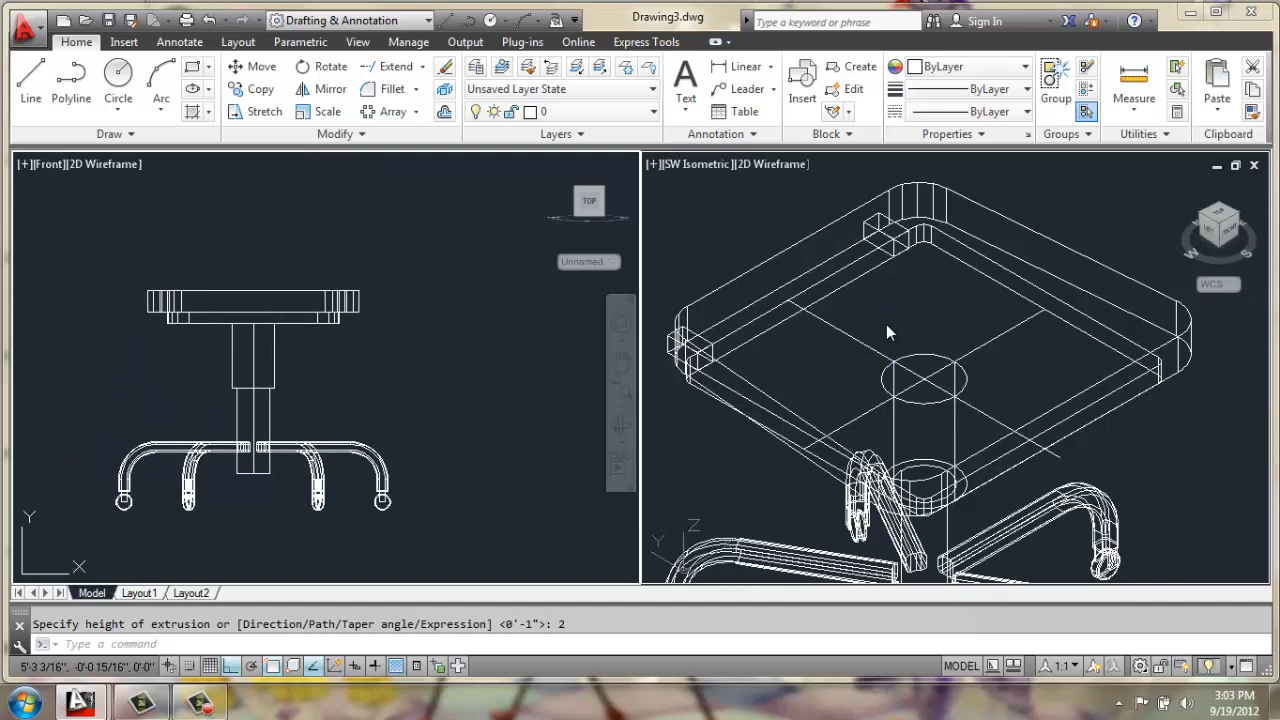 Drafting & Annotation
Drawing3.dwg
Type a keyword or phrase
Sign In
Home Insert Annotate Layout Parametric View Manage Output Plug-ins Online Express Tools
Line
Polyline
Circle
Arc
Move
Rotate
Extend
Copy
Mirror
Fillet
Stretch
Scale
Array
Unsaved Layer State
0
Text
Linear
Leader
Table
Insert
Create
Edit
ByLayer
ByLayer
ByLayer
Group
Measure
Paste
Draw
Modify
Layers
Annotation
Block
Properties
Groups
Utilities
Clipboard
[+][Front][2D Wireframe]
TOP
Unnamed
Y
X
[+][SW Isometric][2D Wireframe]
TOP
LEFT
FRONT
W
S
WCS
Z
Y
Model Layout1 Layout2
Specify height of extrusion or [Direction/Path/Taper angle/Expression] <0'-1">: 2
Type a command
5'-3 3/16", -0'-0 15/16", 0'-0"
MODEL
1:1
3:03 PM
9/19/2012